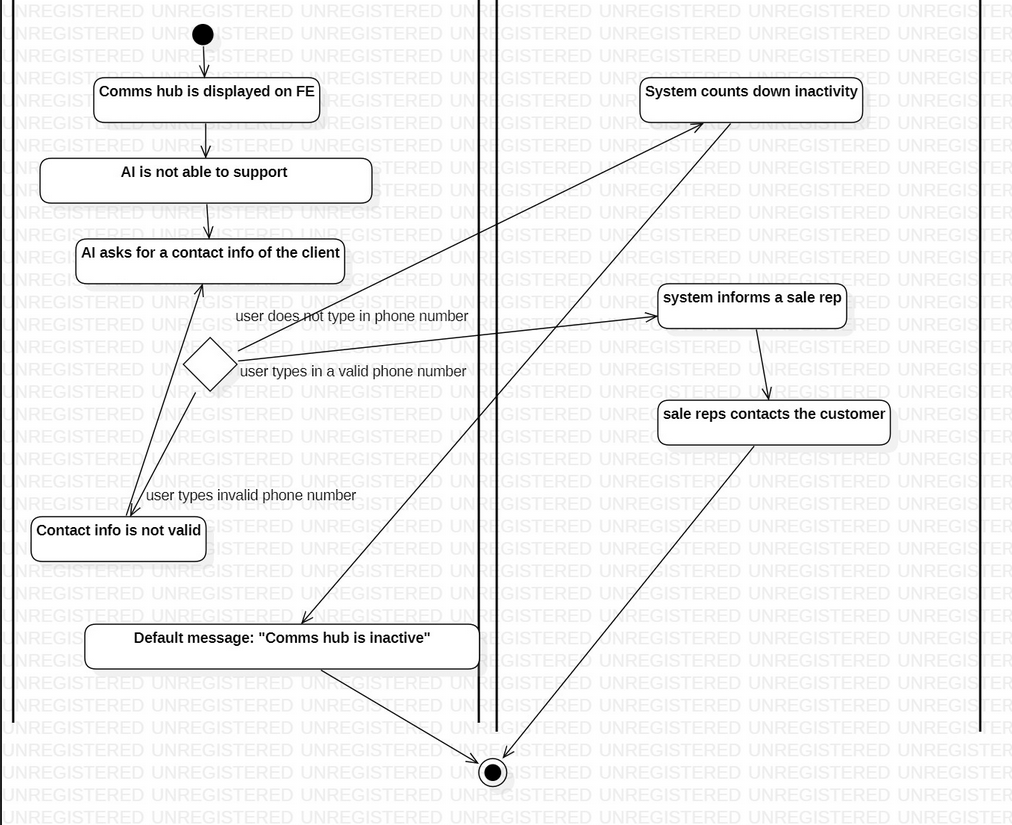 Comms hub is displayed on FE
System counts down inactivity
AI is not able to support
AI asks for a contact info of the client
system informs a sale rep
user does not type in phone number
user types in a valid phone number
sale reps contacts the customer
user types invalid phone number
Contact info is not valid
Default message: "Comms hub is inactive"
UNREGISTERED